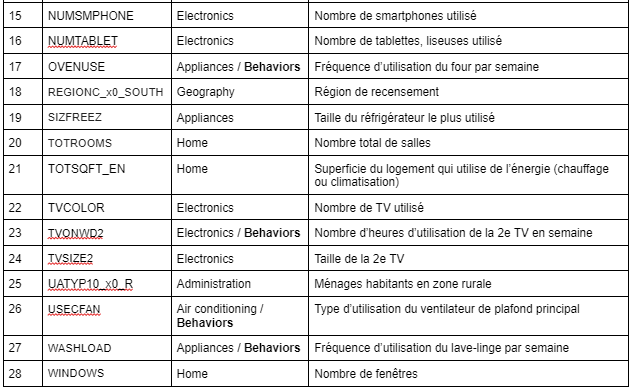 15 NUMSMPHONE Electronics Nombre de smartphones utilisé
16 NUMTABLET Electronics Nombre de tablettes, liseuses utilisé
17 OVENUSE Appliances / Behaviors Fréquence d'utilisation du four par semaine
18 REGIONC_x0_SOUTH Geography Région de recensement
19 SIZFREEZ Appliances Taille du réfrigérateur le plus utilisé
20 TOTROOMS Home Nombre total de salles
21 TOTSQFT_EN Home Superficie du logement qui utilise de l'énergie (chauffage
ou climatisation)
22 TVCOLOR Electronics Nombre de TV utilisé
23 TVONWD2 Electronics / Behaviors Nombre d'heures d'utilisation de la 2e TV en semaine
24 TVSIZE2 Electronics Taille de la 2e TV
25 UATYP10_x0_R Administration Ménages habitants en zone rurale
26 USECFAN Air conditioning / Type d'utilisation du ventilateur de plafond principal
Behaviors
27 WASHLOAD Appliances / Behaviors Fréquence d'utilisation du lave-linge par semaine
28 WINDOWS Home Nombre de fenêtres